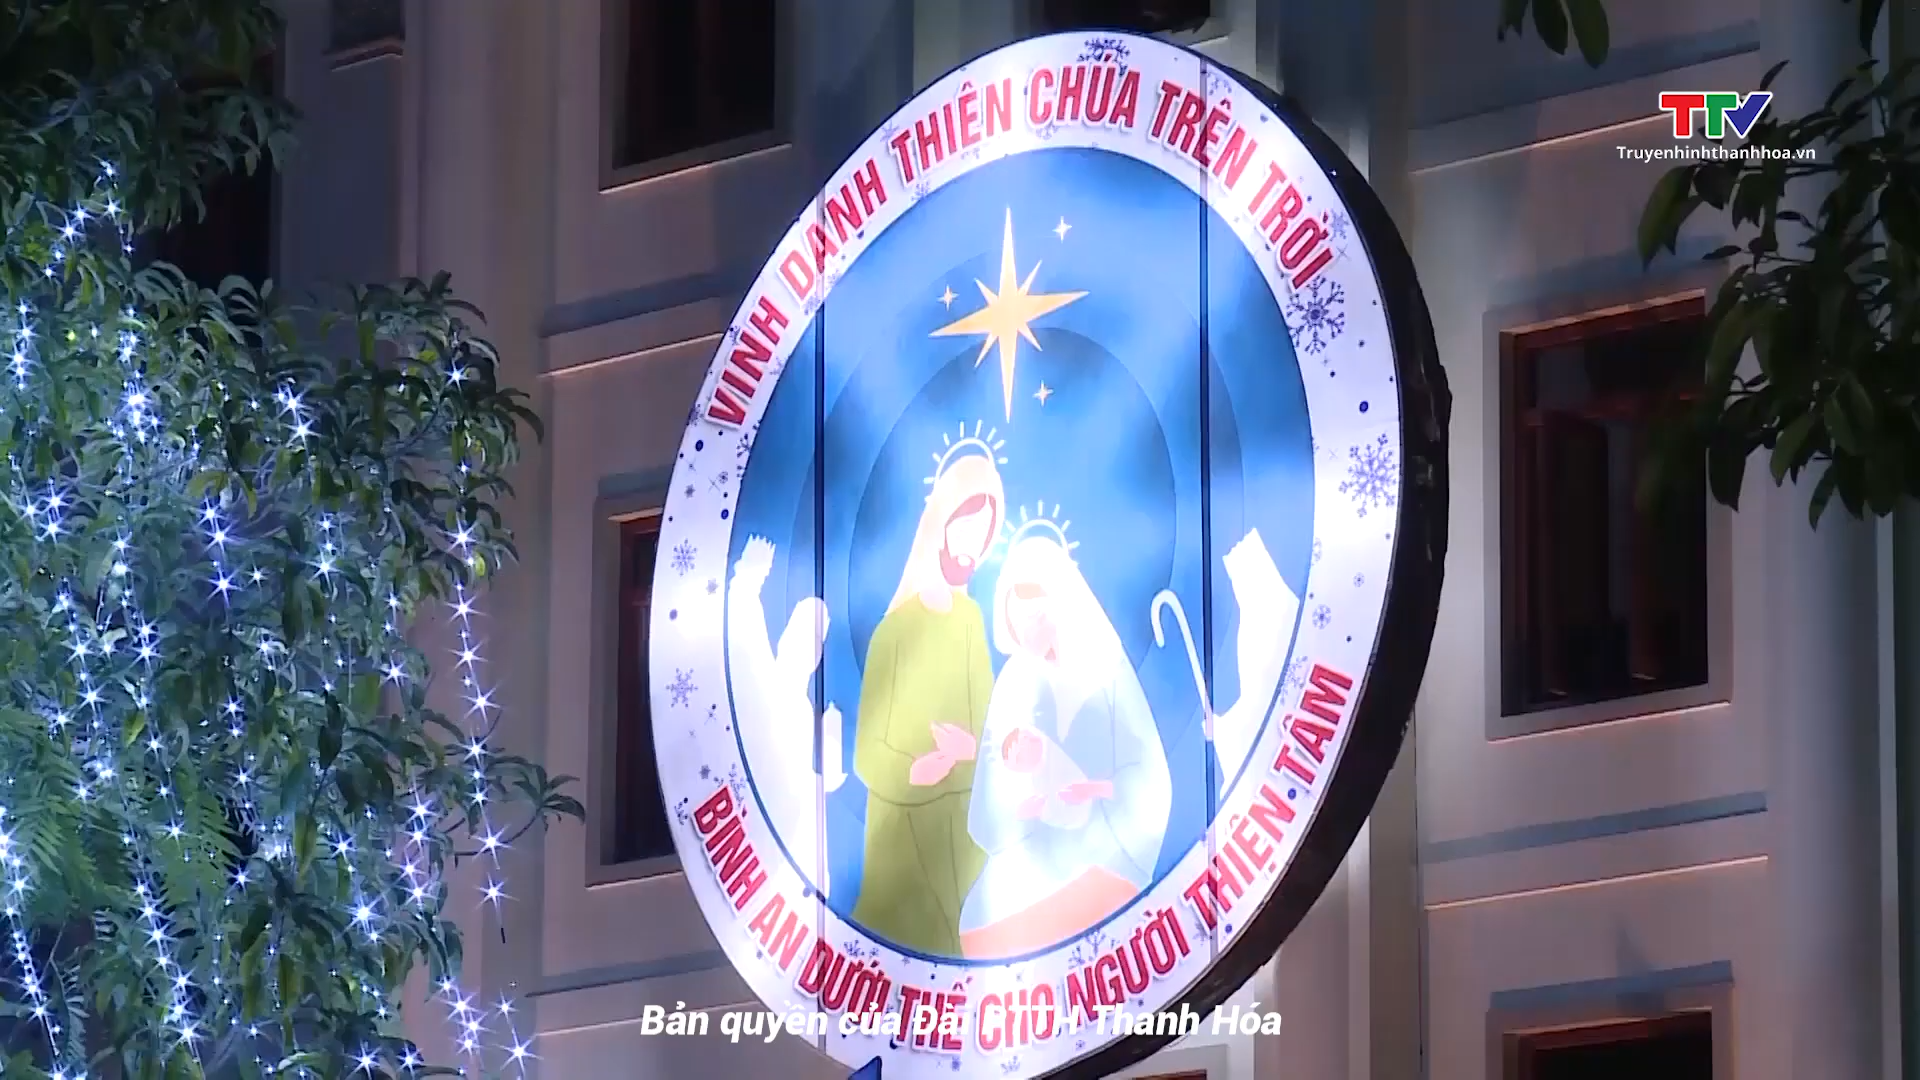 VINH DANH THIÊN CHÚA TRÊN TRỜI
BÌNH AN DƯỚI THẾ CHO NGƯỜI THIỆN TÂM
TTV
Truyenhinhthanhhoa.vn
Bản quyền của Đài PTTH Thanh Hóa